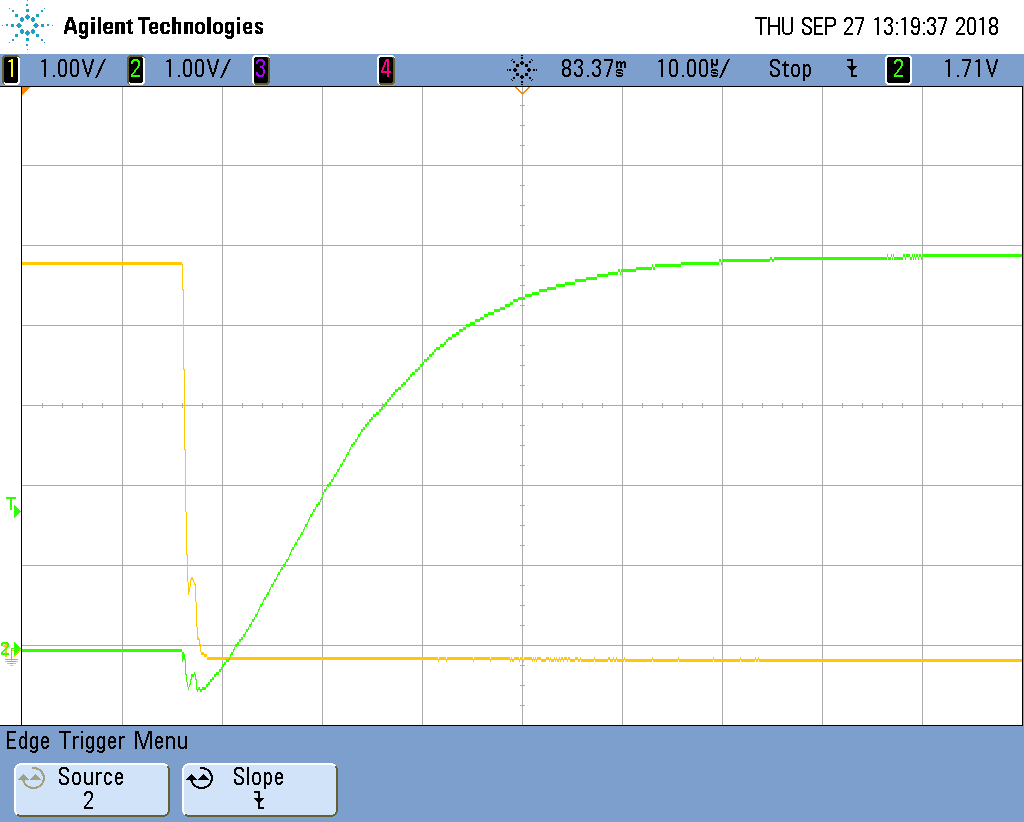 Agilent Technologies THU SEP 27 13:19:37 2018
1 1.00V/ 2 1.00V/ 3 4 83.37ms 10.00us/ Stop 2 1.71V
T
2
Edge Trigger Menu
Source Slope
2